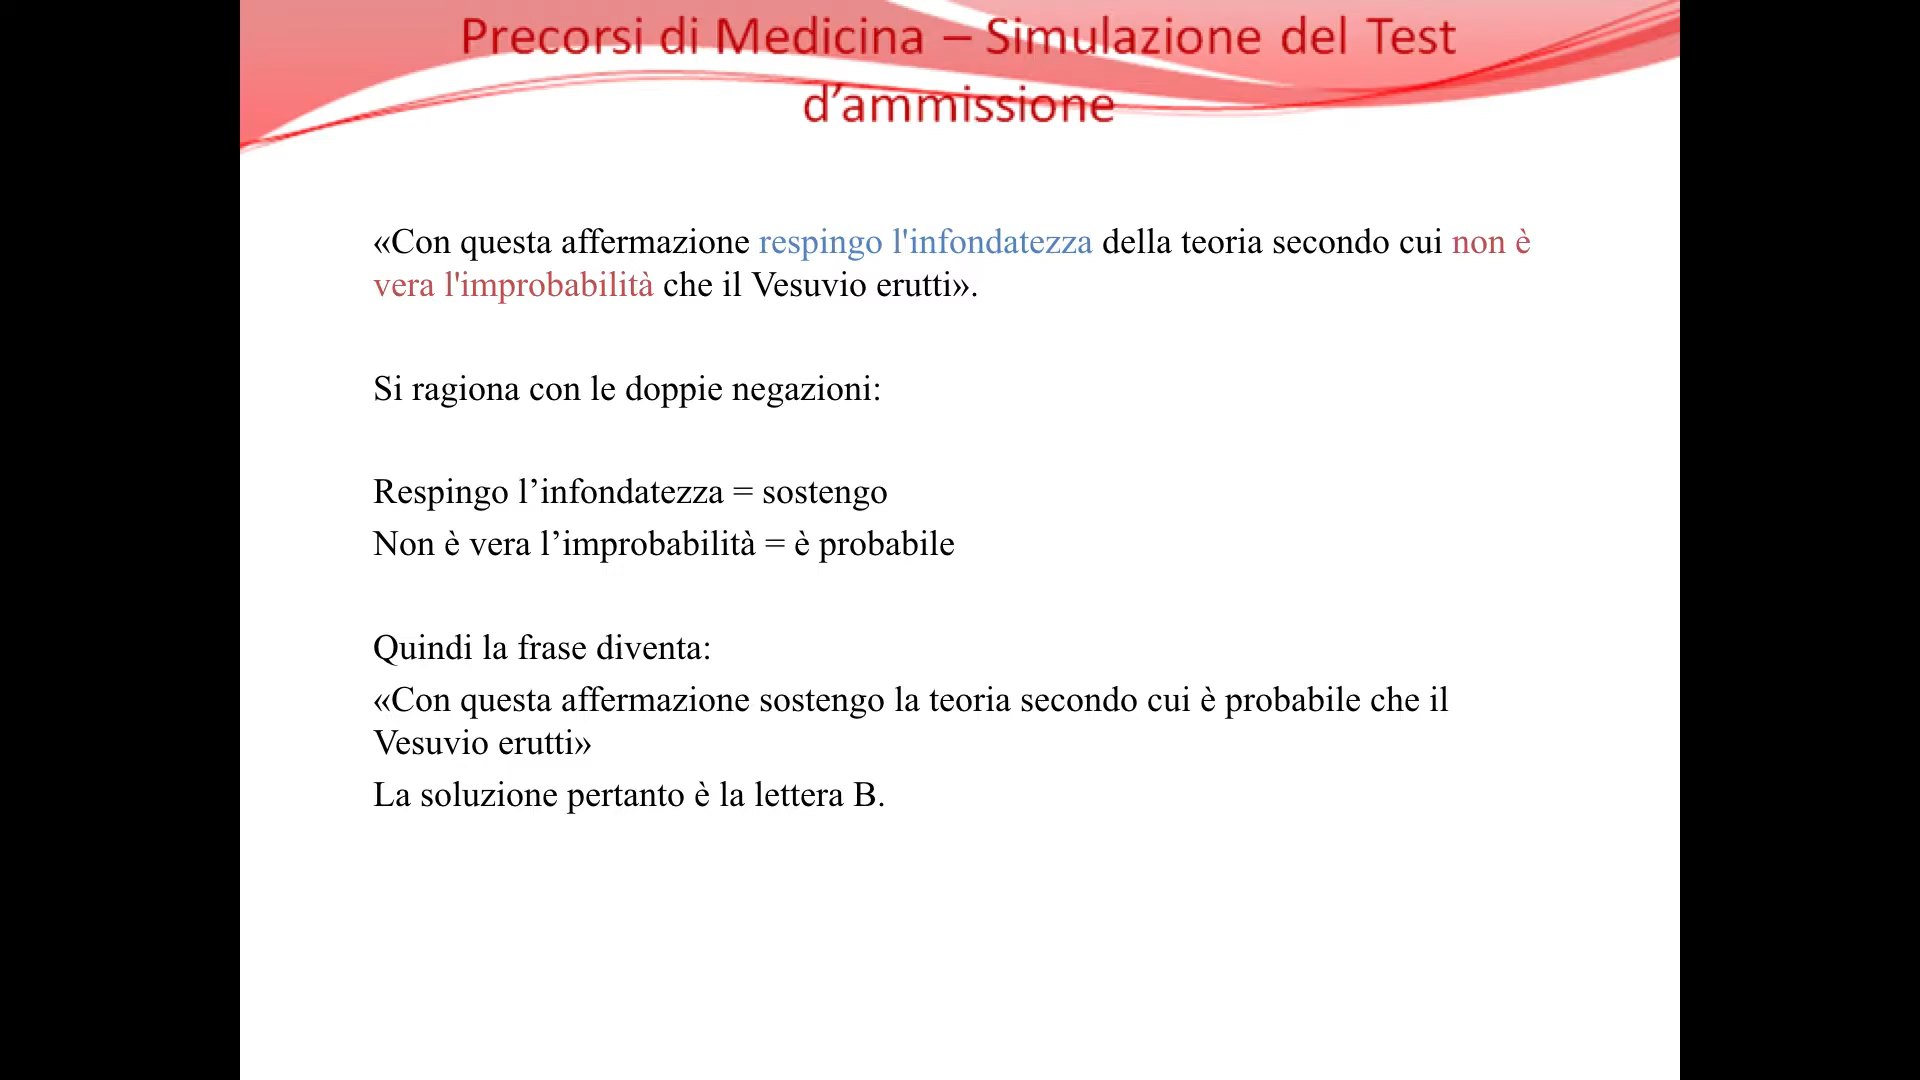 Precorsi di Medicina – Simulazione del Test
d’ammissione
«Con questa affermazione respingo l'infondatezza della teoria secondo cui non è
vera l'improbabilità che il Vesuvio erutti».
Si ragiona con le doppie negazioni:
Respingo l’infondatezza = sostengo
Non è vera l’improbabilità = è probabile
Quindi la frase diventa:
«Con questa affermazione sostengo la teoria secondo cui è probabile che il
Vesuvio erutti»
La soluzione pertanto è la lettera B.